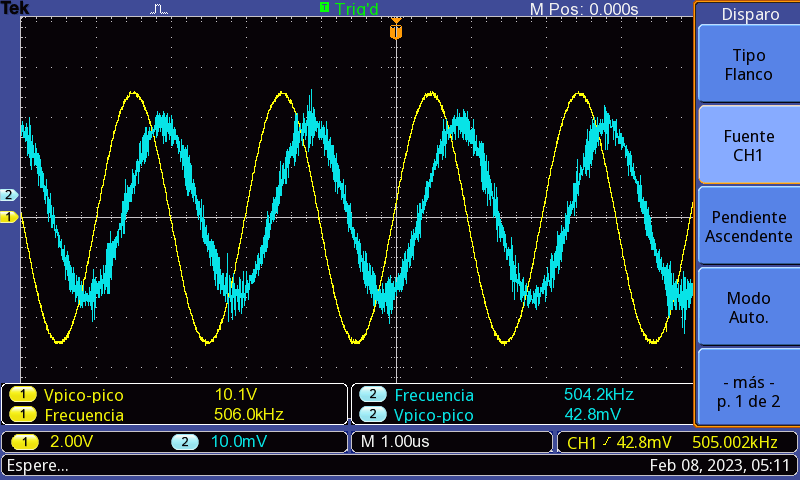 Tek T Trig'd M Pos: 0.000s
T
Disparo
Tipo
Flanco
Fuente
CH1
2
1
Pendiente
Ascendente
Modo
Auto.
- más -
p. 1 de 2
1 Vpico-pico 10.1V 2 Frecuencia 504.2kHz
1 Frecuencia 506.0kHz 2 Vpico-pico 42.8mV
1 2.00V 2 10.0mV M 1.00us CH1 / 42.8mV 505.002kHz
Espere... Feb 08, 2023, 05:11